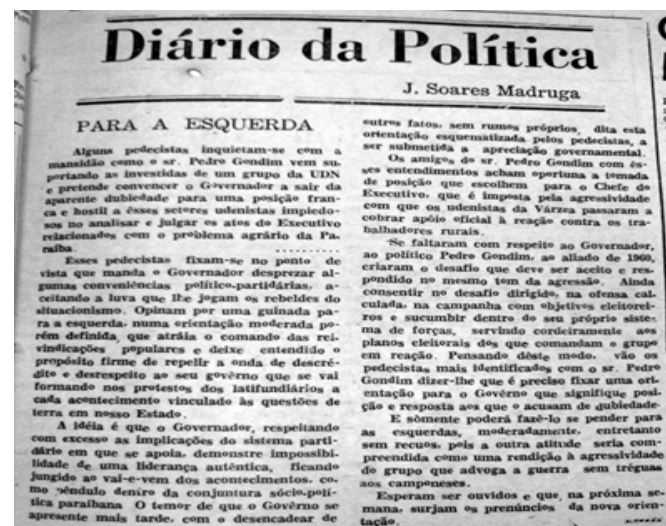 Diário da Política
J. Soares Madruga
PARA A ESQUERDA
Alguns pedecistas inquietam-se com a
mansidão como o sr. Pedro Gondim vem su-
portando as investidas de um grupo da UDN
e pretende convencer o Governador a sair da
aparente dubiedade para uma posição fran-
ca e hostil a êsses setores udenistas impiedo-
sos no analisar e julgar os atos do Executivo
relacionados com o problema agrário da Pa-
raíba.
Esses pedecistas fixam-se no ponto de
vista que manda o Governador desprezar al-
gumas conveniências político-partidárias, a-
ceitando a luva que lhe jogam os rebeldes do
situacionismo. Opinam por uma guinada pa-
ra a esquerda, numa orientação moderada po-
rém definida, que atráia o comando das rei-
vindicações populares e deixe entendido o
propósito firme de repelir a onda de descré-
dito e desrespeito ao seu govêrno que se vai
formando nos protestos dos latifundiários a
cada acontecimento vinculado às questões de
terra em nosso Estado.
A idéia é que o Governador, respeitando
com excesso as implicações do sistema parti-
dário em que se apoia, demonstre impossibi-
lidade de uma liderança autêntica, ficando
jungido ao vai-e-vem dos acontecimentos, co-
mo pêndulo dentro da conjuntura sócio-polí-
tica paraibana O temor de que o Govêrno se
apresente mais tarde, com o desencadear de
outros fatos, sem rumos próprios, dita esta
orientação esquematizada pelos pedecistas, a
ser submetida a apreciação governamental.
Os amigos do sr. Pedro Gondim com ês-
ses entendimentos acham oportuna a tomada
de posição que escolhem para o Chefe do
Executivo, que é imposta pela agressividade
com que os udenistas da Várzea passaram a
cobrar apôio oficial à reação contra os tra-
balhadores rurais.
Se faltaram com respeito ao Governador,
ao político Pedro Gondim, ao aliado de 1960,
criaram o desafio que deve ser aceito e res-
pondido no mesmo tom da agressão. Ainda
consentir no desafio dirigido, na ofensa cal-
culada, na campanha com objetivos eleitorei-
ros e sucumbir dentro do seu próprio siste-
ma de forças, servindo cordeiramente aos
planos eleitorais dos que comandam o grupo
em reação. Pensando dêste modo, vão os
pedecistas mais identificados com o sr. Pedro
Gondim dizer-lhe que é preciso fixar uma ori-
entação para o Govêrno que signifique posi-
ção e resposta aos que o acusam de dubiedade.
E sòmente poderá fazê-lo se pender para
as esquerdas, moderadamente, entretanto
sem recuos, pois a outra atitude seria com-
preendida como uma rendição à agressividade
do grupo que advoga a guerra sem tréguas
aos camponeses.
Esperam ser ouvidos e que, na próxima se-
mana, surjam os prenúncios da nova orien-
tação.